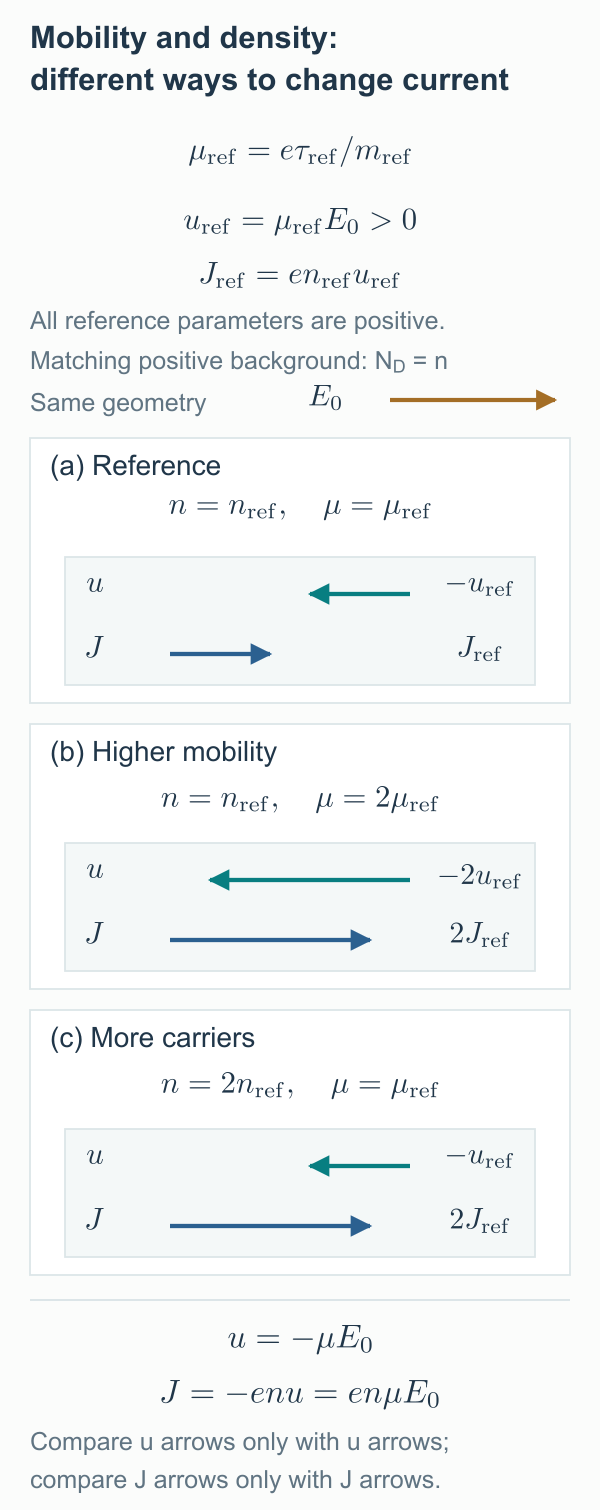 Mobility and density:
different ways to change current
μ_ref = eτ_ref/m_ref
u_ref = μ_ref E_0 > 0
J_ref = en_ref u_ref
All reference parameters are positive.
Matching positive background: N_D = n
Same geometry E_0
(a) Reference
n = n_ref, μ = μ_ref
u −u_ref
J J_ref
(b) Higher mobility
n = n_ref, μ = 2μ_ref
u −2u_ref
J 2J_ref
(c) More carriers
n = 2n_ref, μ = μ_ref
u −u_ref
J 2J_ref
u = −μE_0
J = −enu = enμE_0
Compare u arrows only with u arrows;
compare J arrows only with J arrows.